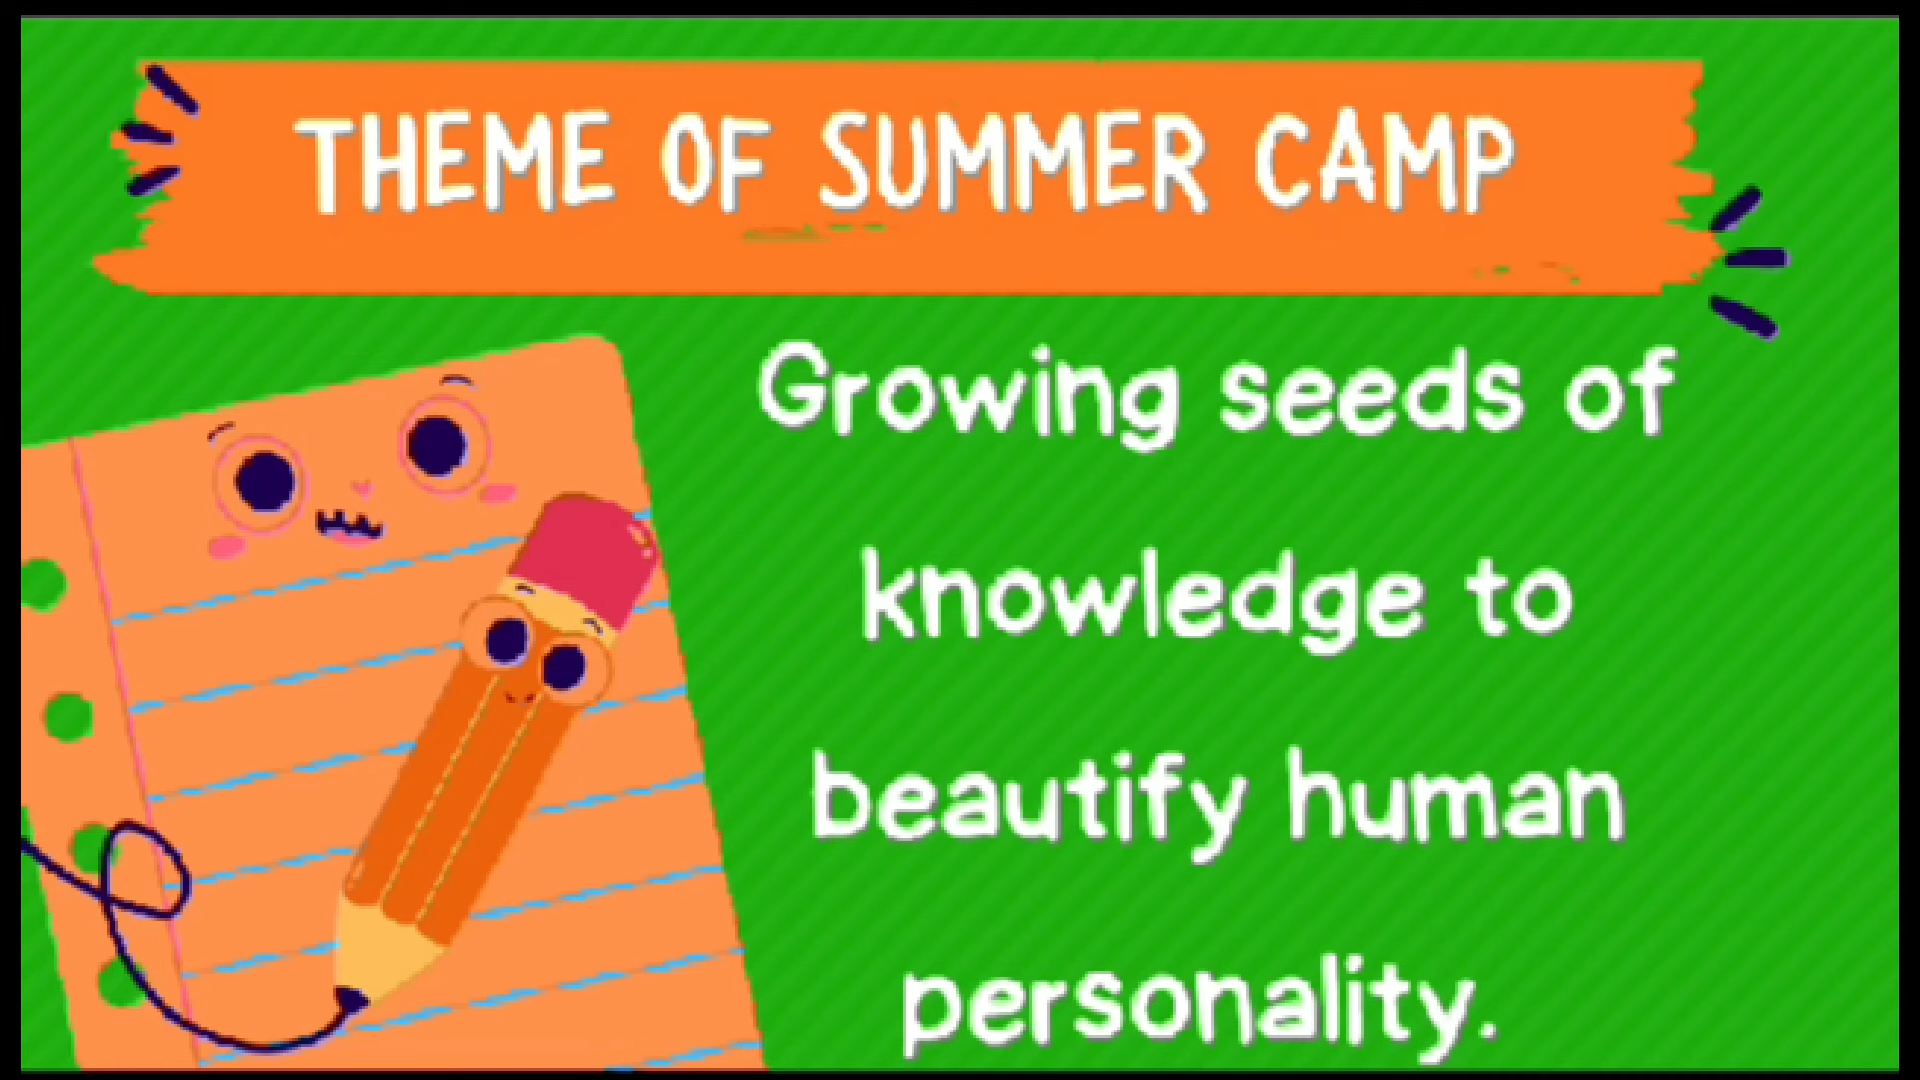 THEME OF SUMMER CAMP
Growing seeds of
knowledge to
beautify human
personality.